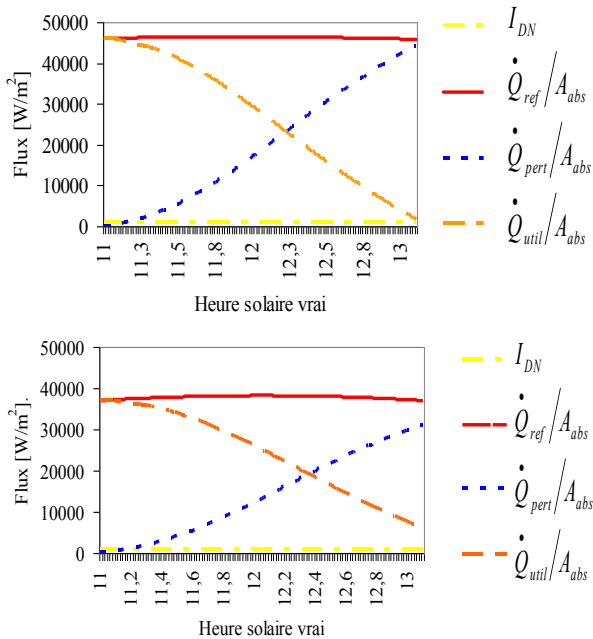 50000
40000
30000
20000
10000
0
Flux [W/m²]
11
11,3
11,5
11,8
12
12,3
12,5
12,8
13
Heure solaire vrai
I_DN
Q̇_ref/A_abs
Q̇_pert/A_abs
Q̇_util/A_abs
50000
40000
30000
20000
10000
0
Flux [W/m²].
11
11,2
11,4
11,6
11,8
12
12,2
12,4
12,6
12,8
13
Heure solaire vrai
I_DN
Q̇_ref/A_abs
Q̇_pert/A_abs
Q̇_util/A_abs